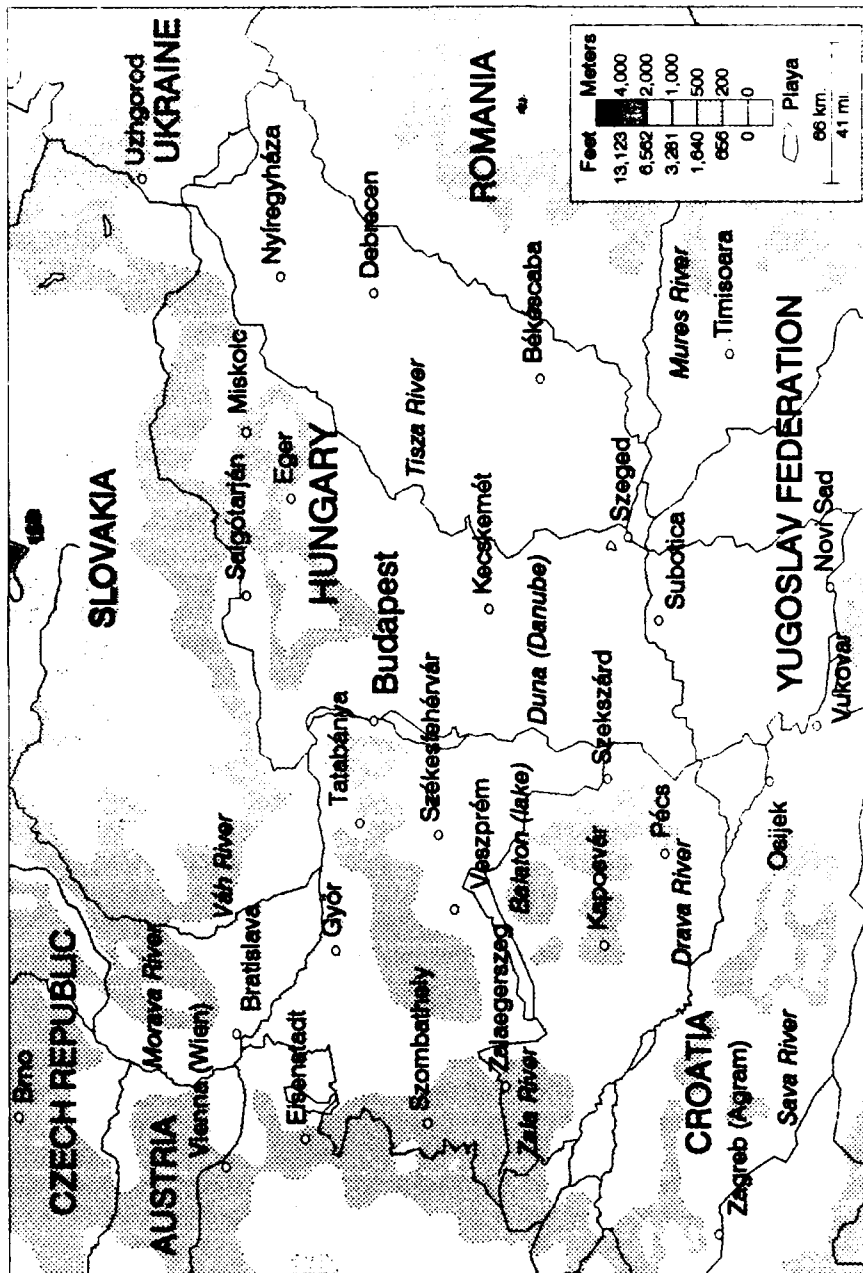 Brno
CZECH REPUBLIC
SLOVAKIA
Uzhgorod
UKRAINE
Morava River
AUSTRIA
Vienna (Wien)
Váh River
Bratislava
Eisenstadt
Győr
Tatabánya
Salgótarján
Miskolc
Eger
Nyíregyháza
HUNGARY
Budapest
Debrecen
Szombathely
Székesfehérvár
Veszprém
Tisza River
Zalaegerszeg
Zala River
Balaton (lake)
Duna (Danube)
Kecskemét
Békéscaba
ROMANIA
Kaposvár
Szekszárd
Szeged
Pécs
Drava River
Subotica
Mures River
Timisoara
CROATIA
Zagreb (Agram)
Sava River
Osijek
YUGOSLAV FEDERATION
Vukovar
Novi Sad
Feet Meters
13,123 4,000
6,562 2,000
3,281 1,000
1,640 500
656 200
0 0
Playa
66 km.
41 mi.